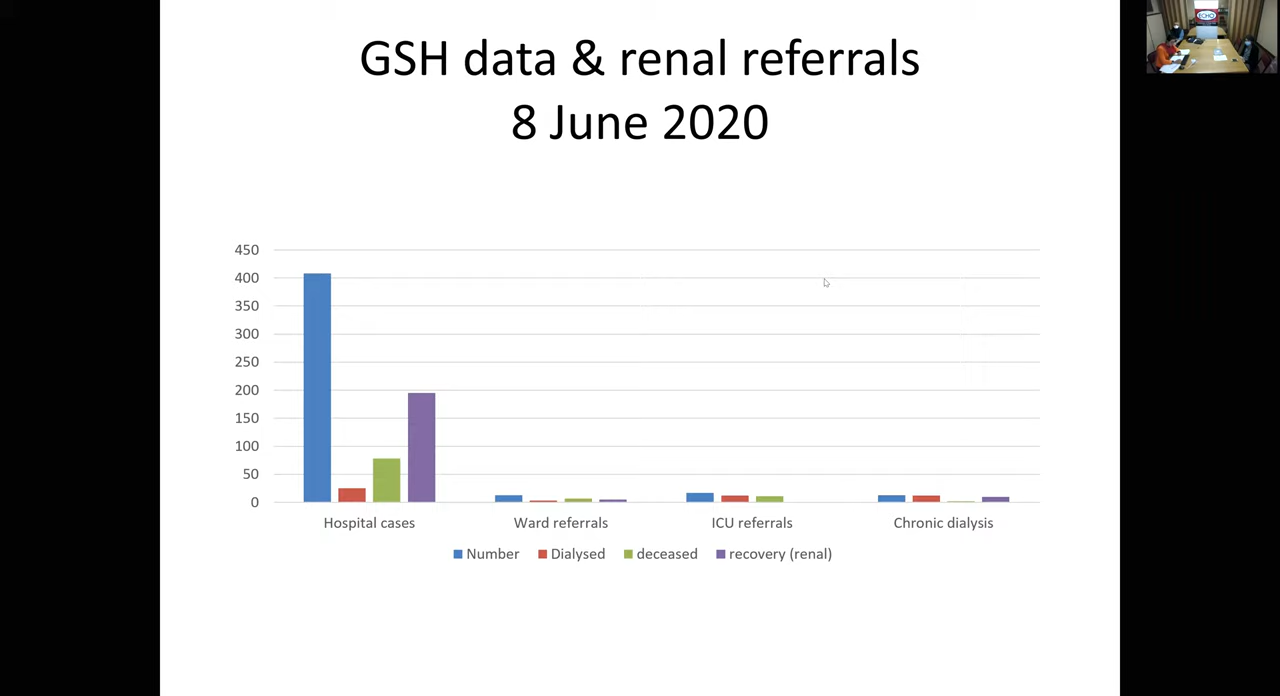 GSH data & renal referrals
8 June 2020
450
400
350
300
250
200
150
100
50
0
Hospital cases
Ward referrals
ICU referrals
Chronic dialysis
Number
Dialysed
deceased
recovery (renal)
ECHO